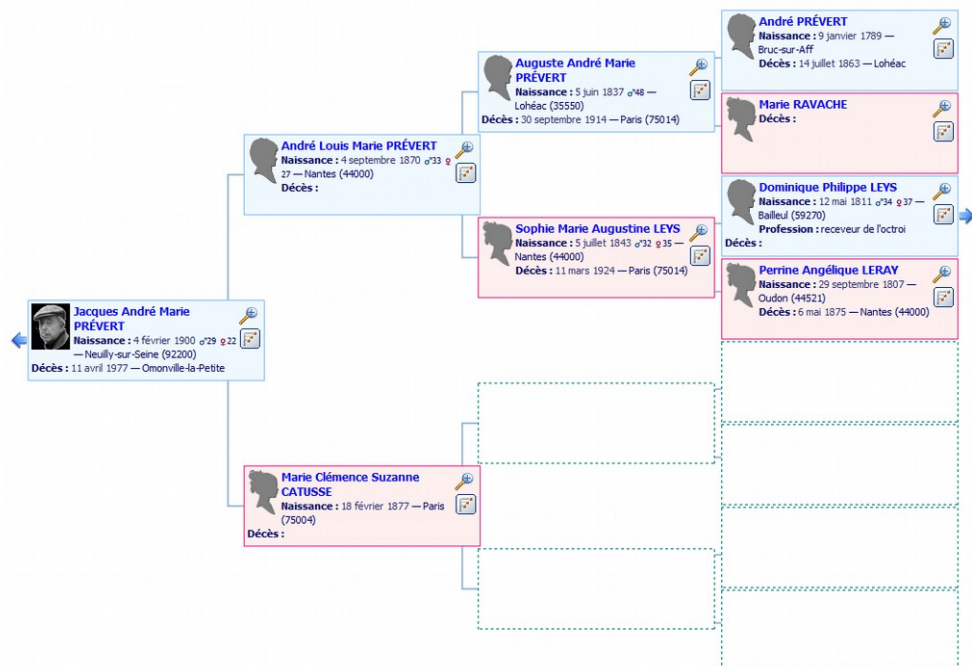 Jacques André Marie
PRÉVERT
Naissance : 4 février 1900 ♂29 ♀22
— Neuilly-sur-Seine (92200)
Décès : 11 avril 1977 — Omonville-la-Petite
André Louis Marie PRÉVERT
Naissance : 4 septembre 1870 ♂33 ♀
27 — Nantes (44000)
Décès :
Marie Clémence Suzanne
CATUSSE
Naissance : 18 février 1877 — Paris
(75004)
Décès :
Auguste André Marie
PRÉVERT
Naissance : 5 juin 1837 ♂48 —
Lohéac (35550)
Décès : 30 septembre 1914 — Paris (75014)
Sophie Marie Augustine LEYS
Naissance : 5 juillet 1843 ♂32 ♀35 —
Nantes (44000)
Décès : 11 mars 1924 — Paris (75014)
André PRÉVERT
Naissance : 9 janvier 1789 —
Bruc-sur-Aff
Décès : 14 juillet 1863 — Lohéac
Marie RAVACHE
Décès :
Dominique Philippe LEYS
Naissance : 12 mai 1811 ♂34 ♀37 —
Bailleul (59270)
Profession : receveur de l'octroi
Décès :
Perrine Angélique LERAY
Naissance : 29 septembre 1807 —
Oudon (44521)
Décès : 6 mai 1875 — Nantes (44000)